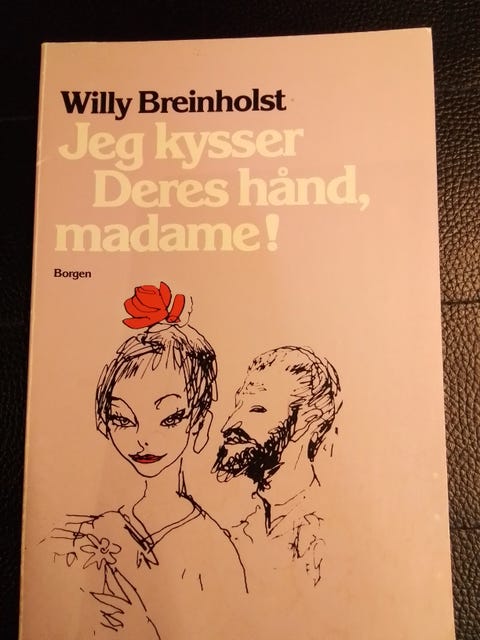 Willy Breinholst
Jeg kysser
Deres hånd,
madame!
Borgen